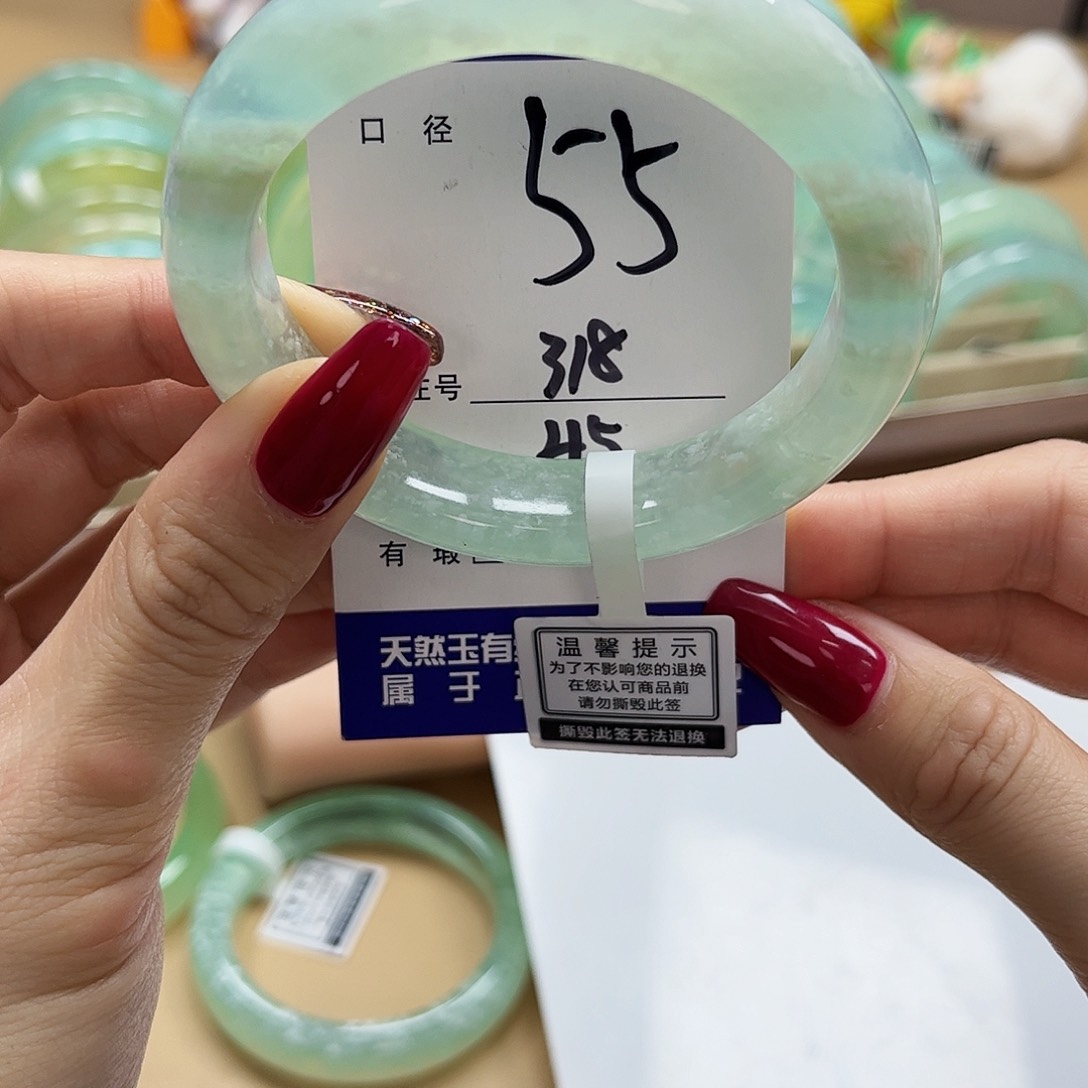 口 径 55
318
号
45
有 瑕
天然玉有
属 于
温馨提示
为了不影响您的退换
在您认可商品前
请勿撕毁此签
撕毁此签无法退换